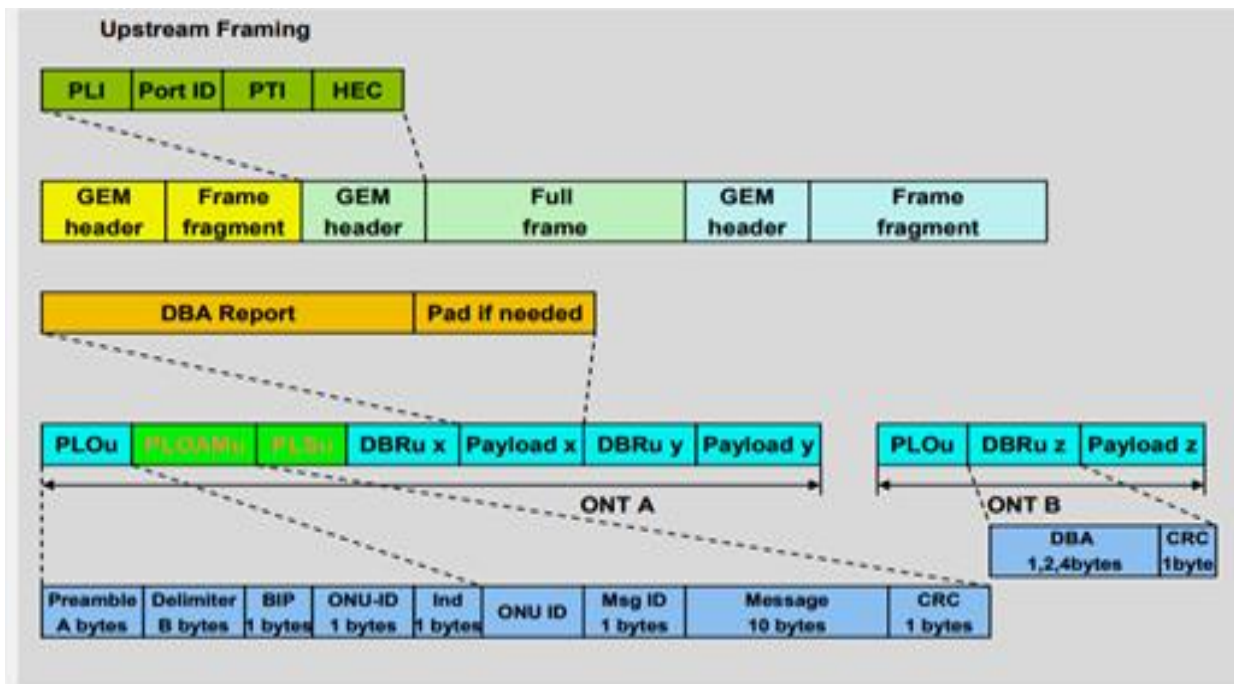 Upstream Framing
PLI Port ID PTI HEC
GEM header Frame fragment GEM header Full frame GEM header Frame fragment
DBA Report Pad if needed
PLOu PLOAMu PLSu DBRu x Payload x DBRu y Payload y PLOu DBRu z Payload z
ONT A ONT B
DBA 1,2,4bytes CRC 1byte
Preamble A bytes Delimiter B bytes BIP 1 bytes ONU-ID 1 bytes Ind 1 bytes ONU ID Msg ID 1 bytes Message 10 bytes CRC 1 bytes